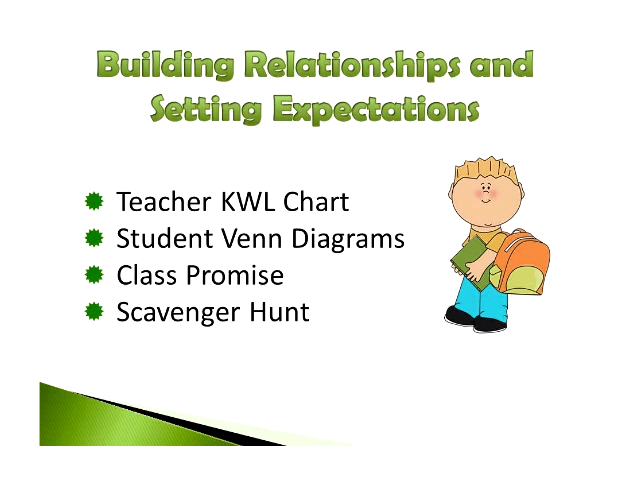 Building Relationships and
Setting Expectations
Teacher KWL Chart
Student Venn Diagrams
Class Promise
Scavenger Hunt